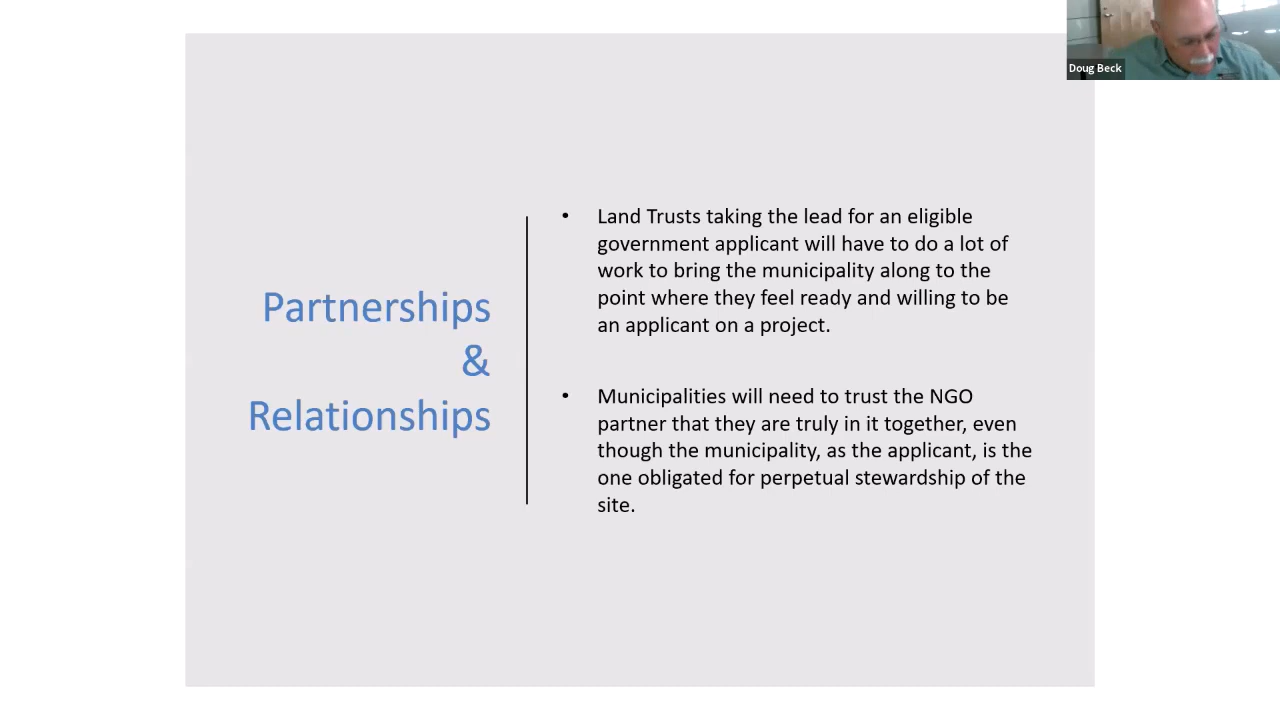 Doug Beck
Partnerships
&
Relationships
• Land Trusts taking the lead for an eligible
government applicant will have to do a lot of
work to bring the municipality along to the
point where they feel ready and willing to be
an applicant on a project.
• Municipalities will need to trust the NGO
partner that they are truly in it together, even
though the municipality, as the applicant, is the
one obligated for perpetual stewardship of the
site.